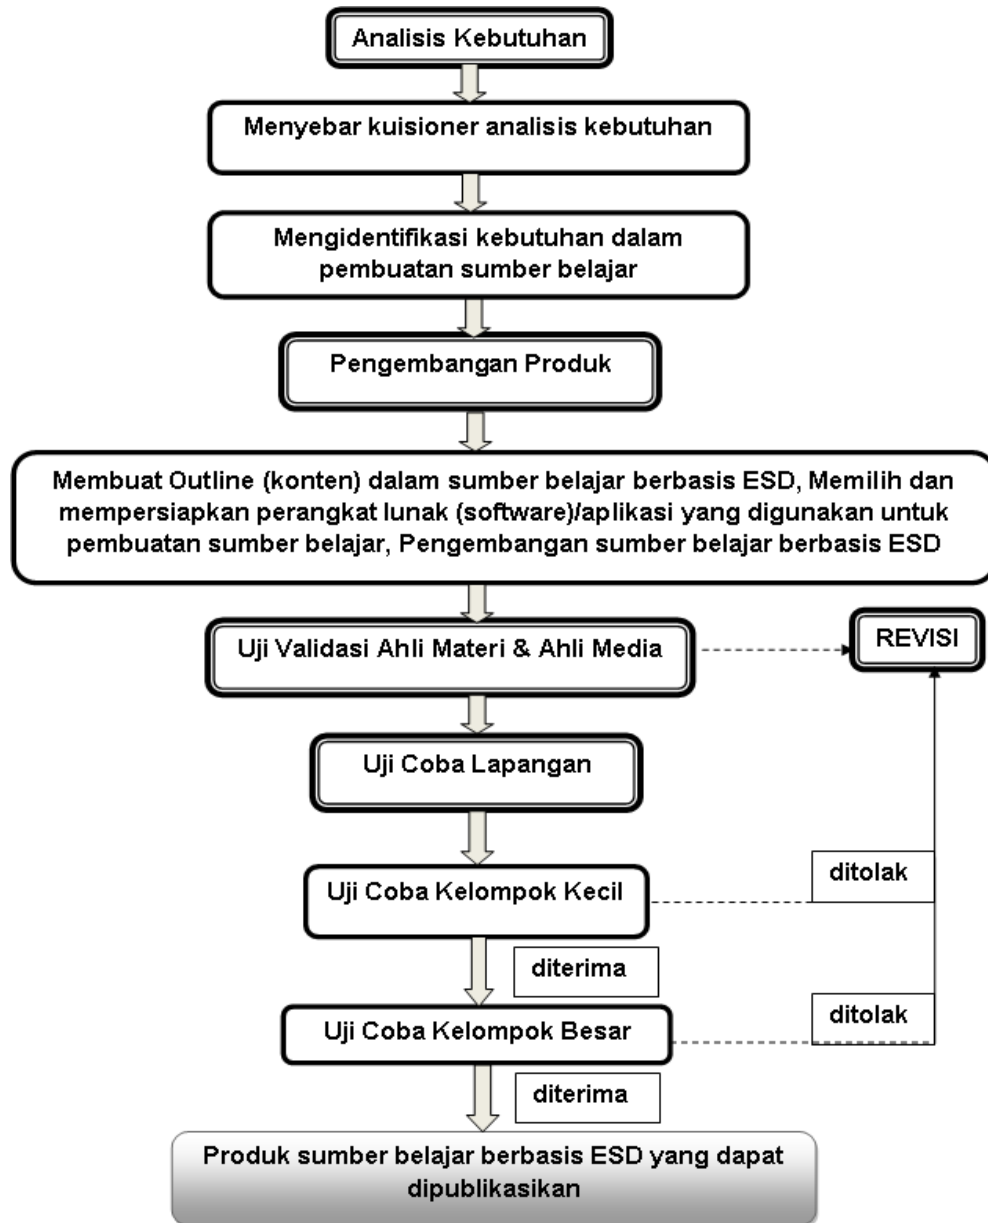 Analisis Kebutuhan
Menyebar kuisioner analisis kebutuhan
Mengidentifikasi kebutuhan dalam
pembuatan sumber belajar
Pengembangan Produk
Membuat Outline (konten) dalam sumber belajar berbasis ESD, Memilih dan
mempersiapkan perangkat lunak (software)/aplikasi yang digunakan untuk
pembuatan sumber belajar, Pengembangan sumber belajar berbasis ESD
Uji Validasi Ahli Materi & Ahli Media
REVISI
Uji Coba Lapangan
Uji Coba Kelompok Kecil
ditolak
diterima
Uji Coba Kelompok Besar
ditolak
diterima
Produk sumber belajar berbasis ESD yang dapat
dipublikasikan